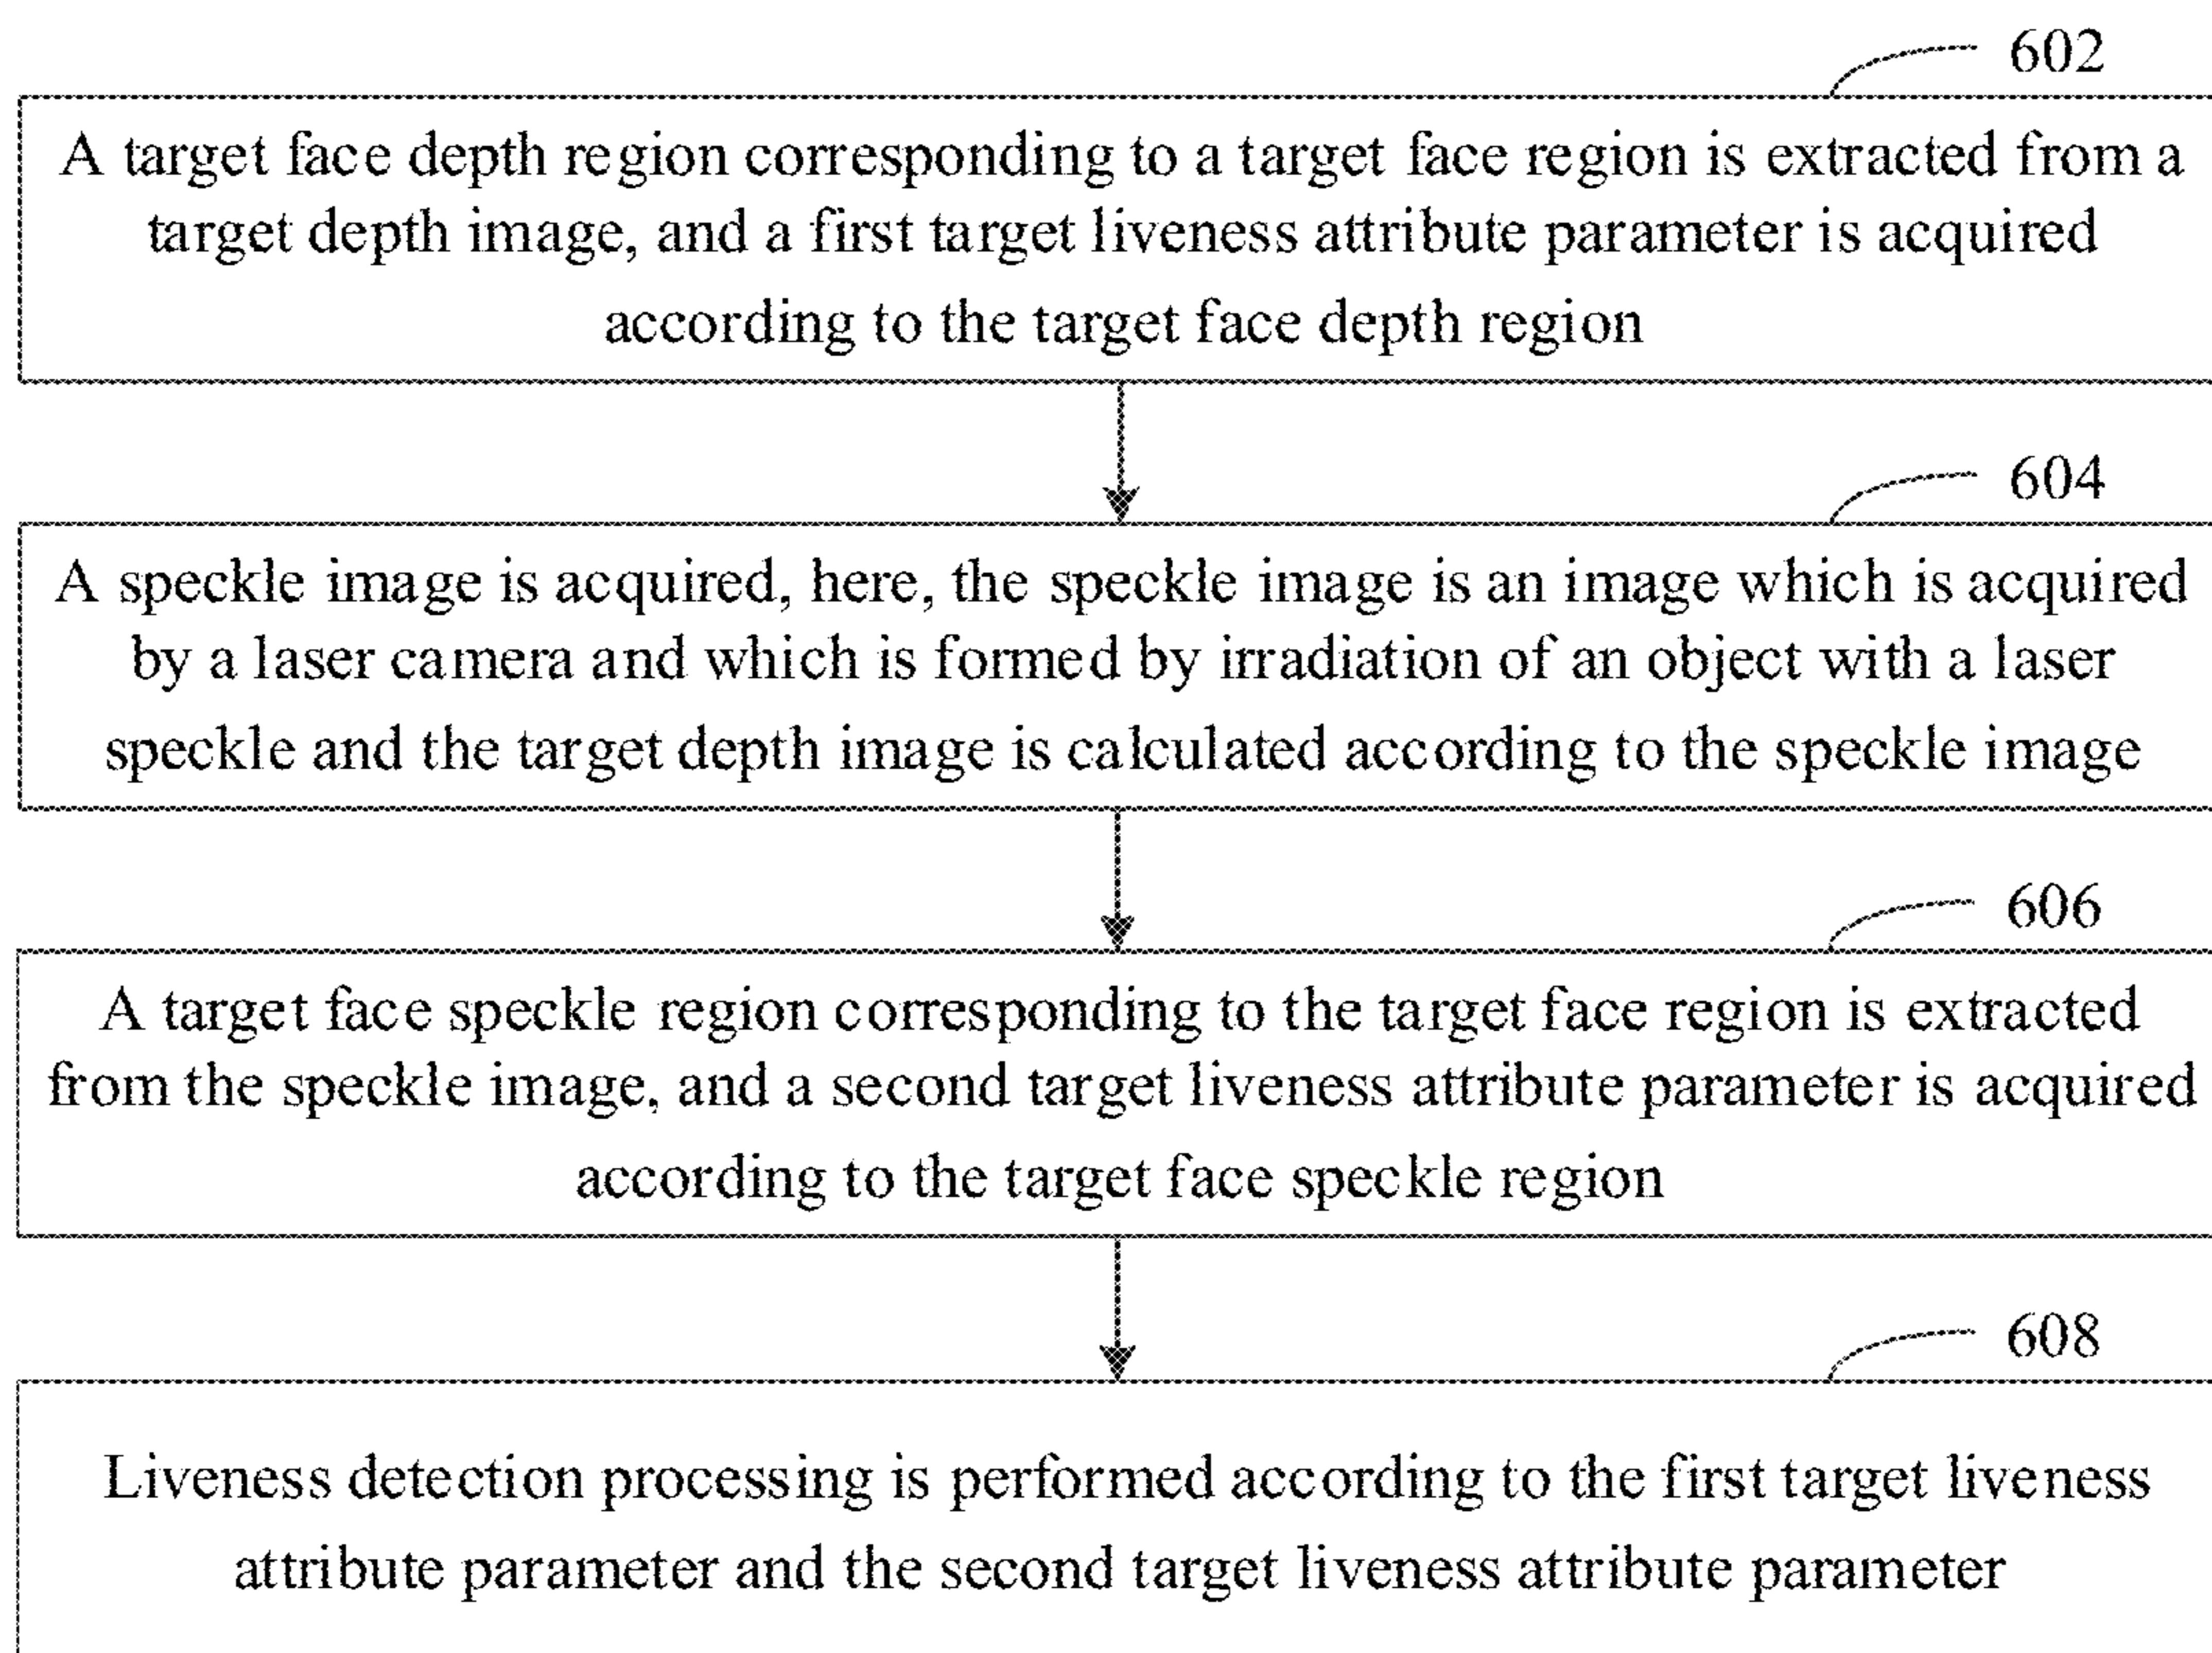 602
A target face depth region corresponding to a target face region is extracted from a
target depth image, and a first target liveness attribute parameter is acquired
according to the target face depth region
604
A speckle image is acquired, here, the speckle image is an image which is acquired
by a laser camera and which is formed by irradiation of an object with a laser
speckle and the target depth image is calculated according to the speckle image
606
A target face speckle region corresponding to the target face region is extracted
from the speckle image, and a second target liveness attribute parameter is acquired
according to the target face speckle region
608
Liveness detection processing is performed according to the first target liveness
attribute parameter and the second target liveness attribute parameter